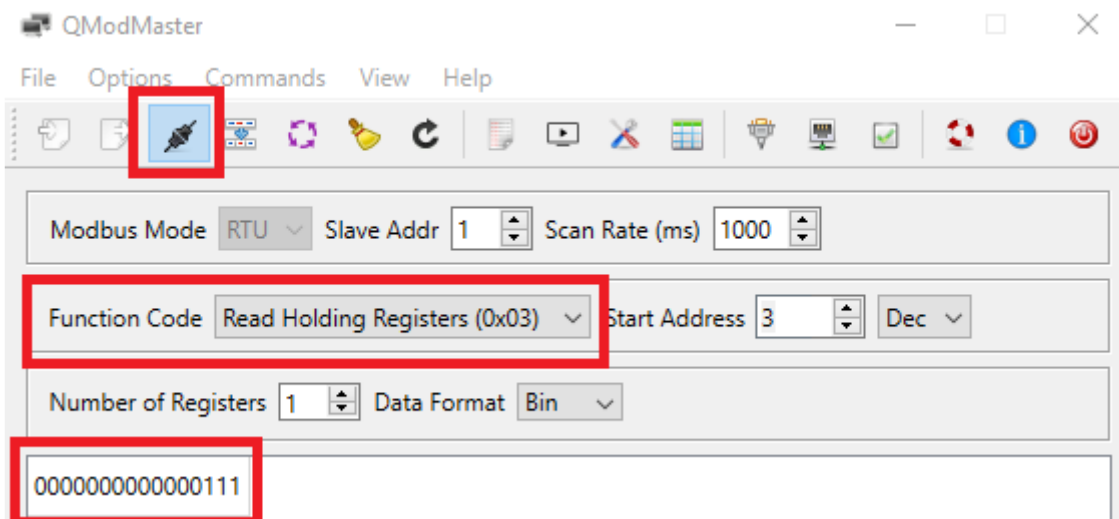 QModMaster
File Options Commands View Help
Modbus Mode RTU Slave Addr 1 Scan Rate (ms) 1000
Function Code Read Holding Registers (0x03) Start Address 3 Dec
Number of Registers 1 Data Format Bin
0000000000000111